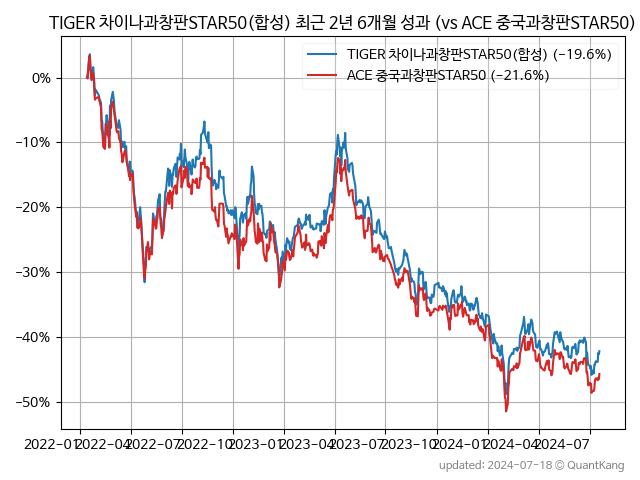 TIGER 차이나과창판STAR50(합성) 최근 2년 6개월 성과 (vs ACE 중국과창판STAR50)
TIGER 차이나과창판STAR50(합성) (−19.6%)
ACE 중국과창판STAR50 (−21.6%)
0%
−10%
−20%
−30%
−40%
−50%
2022-01 2022-04 2022-07 2022-10 2023-01 2023-04 2023-07 2023-10 2024-01 2024-04 2024-07
updated: 2024-07-18 © QuantKang